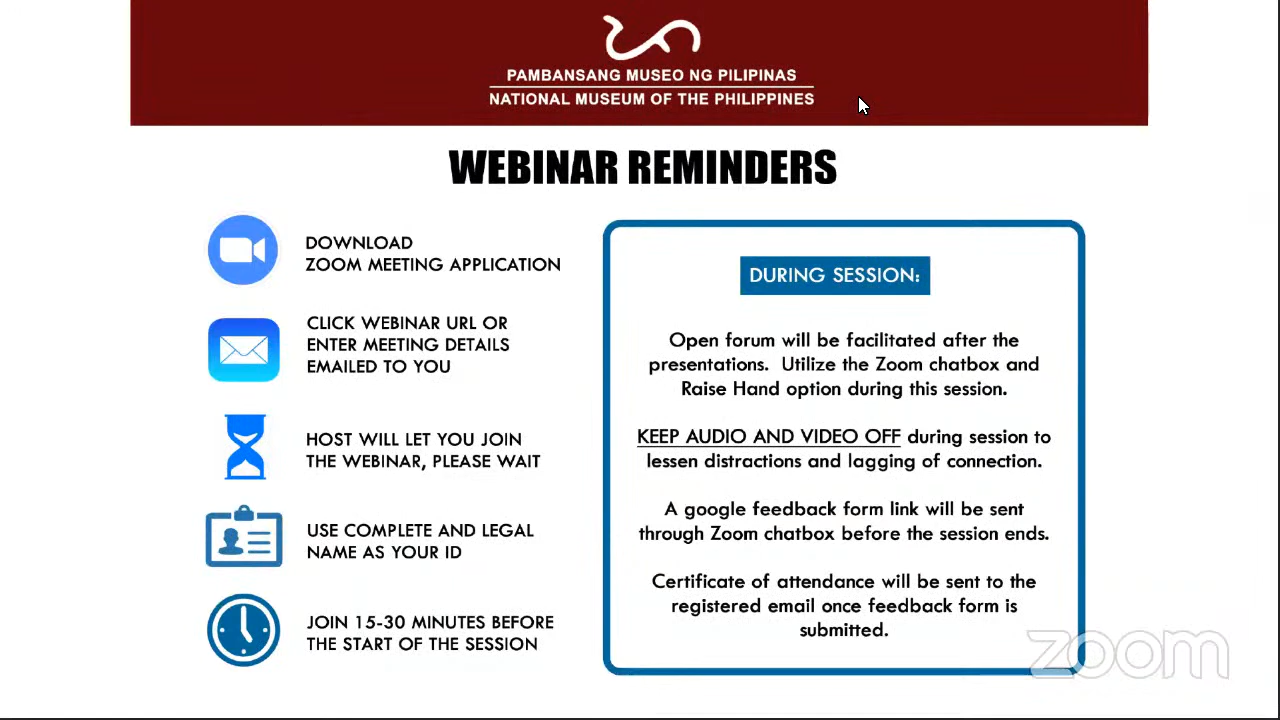 PAMBANSANG MUSEO NG PILIPINAS
NATIONAL MUSEUM OF THE PHILIPPINES
WEBINAR REMINDERS
DOWNLOAD
ZOOM MEETING APPLICATION
CLICK WEBINAR URL OR
ENTER MEETING DETAILS
EMAILED TO YOU
HOST WILL LET YOU JOIN
THE WEBINAR, PLEASE WAIT
USE COMPLETE AND LEGAL
NAME AS YOUR ID
JOIN 15-30 MINUTES BEFORE
THE START OF THE SESSION
DURING SESSION:
Open forum will be facilitated after the
presentations. Utilize the Zoom chatbox and
Raise Hand option during this session.
KEEP AUDIO AND VIDEO OFF during session to
lessen distractions and lagging of connection.
A google feedback form link will be sent
through Zoom chatbox before the session ends.
Certificate of attendance will be sent to the
registered email once feedback form is
submitted.
zoom